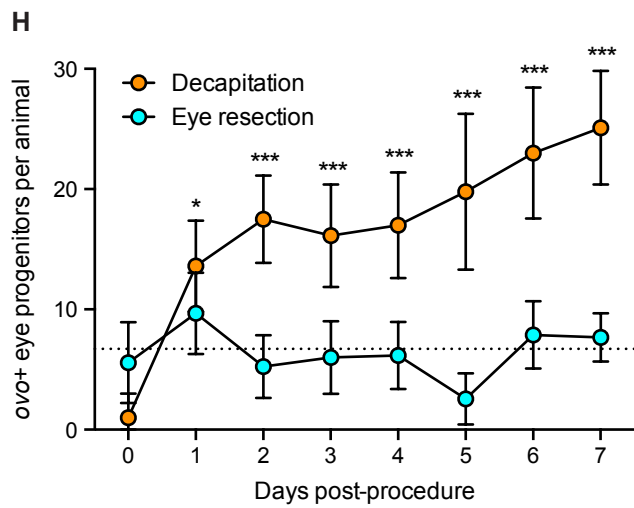 H
30
20
10
0
ovo+ eye progenitors per animal
Decapitation
Eye resection
*
***
***
***
***
***
***
0 1 2 3 4 5 6 7
Days post-procedure